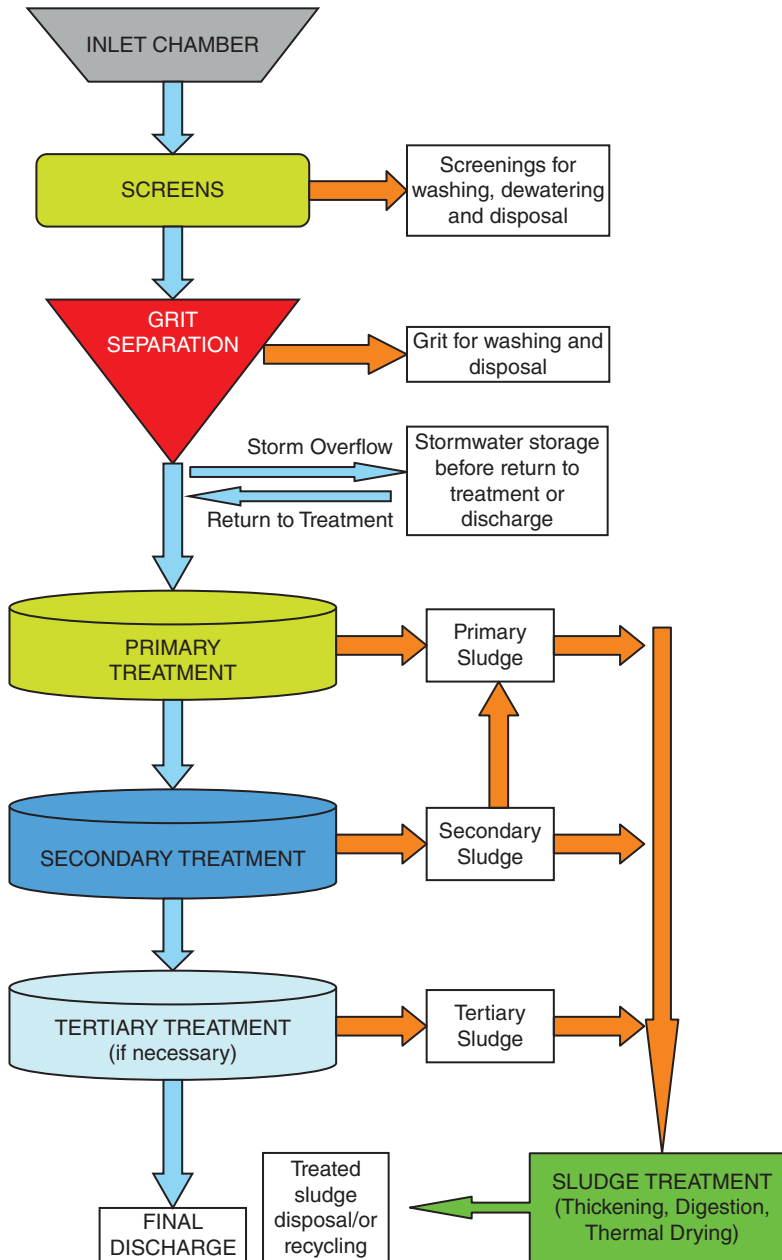 INLET CHAMBER
SCREENS
Screenings for
washing, dewatering
and disposal
GRIT
SEPARATION
Grit for washing and
disposal
Storm Overflow
Return to Treatment
Stormwater storage
before return to
treatment or
discharge
PRIMARY
TREATMENT
Primary
Sludge
SECONDARY TREATMENT
Secondary
Sludge
TERTIARY TREATMENT
(if necessary)
Tertiary
Sludge
FINAL
DISCHARGE
Treated
sludge
disposal/or
recycling
SLUDGE TREATMENT
(Thickening, Digestion,
Thermal Drying)